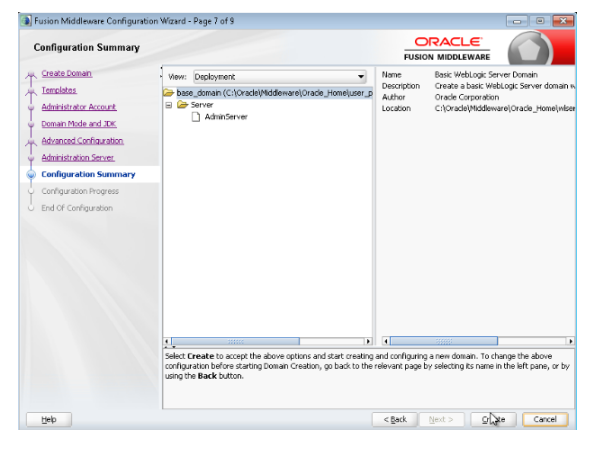 Fusion Middleware Configuration Wizard - Page 7 of 9
Configuration Summary
ORACLE
FUSION MIDDLEWARE
Create Domain
Templates
Administrator Account
Domain Mode and JDK
Advanced Configuration
Administration Server
Configuration Summary
Configuration Progress
End Of Configuration
View: Deployment
base_domain (C:\Oracle\Middleware\Oracle_Home\user_p
Server
AdminServer
Name Basic WebLogic Server Domain
Description Create a basic WebLogic Server domain w
Author Oracle Corporation
Location C:\Oracle\Middleware\Oracle_Home\wlser
Select Create to accept the above options and start creating and configuring a new domain. To change the above
configuration before starting Domain Creation, go back to the relevant page by selecting its name in the left pane, or by
using the Back button.
Help
< Back
Next >
Create
Cancel